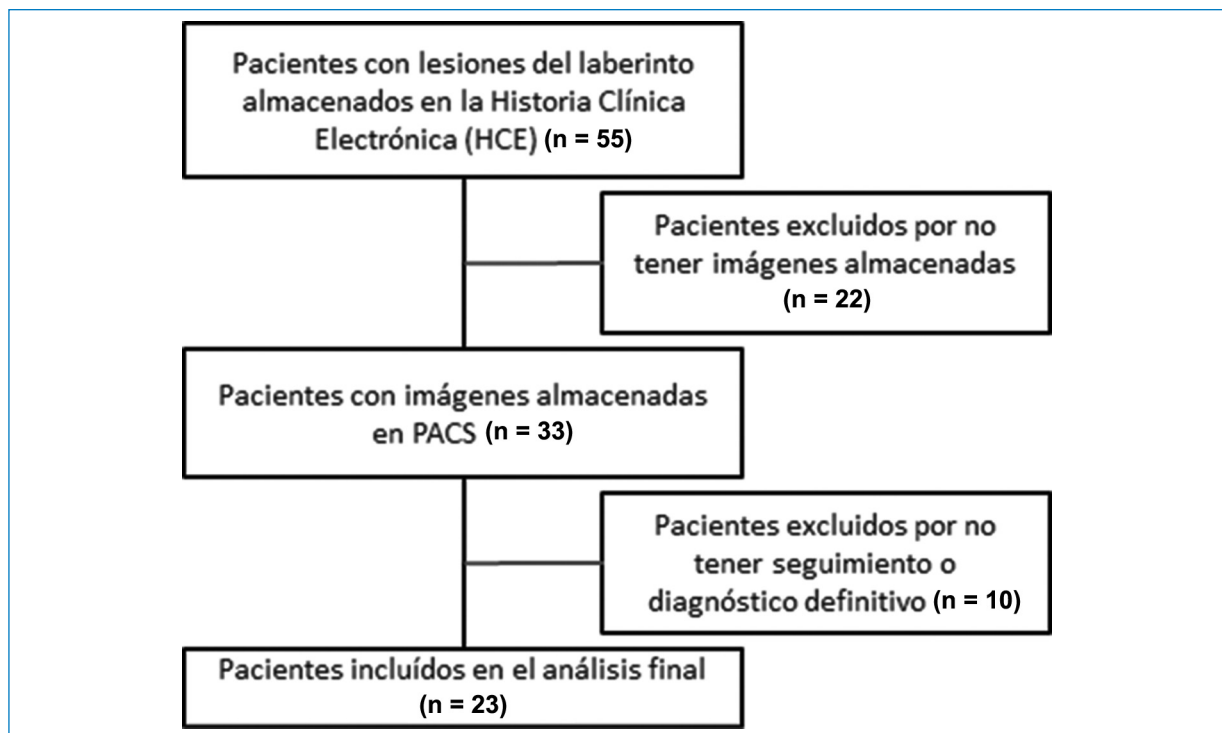 Pacientes con lesiones del laberinto
almacenados en la Historia Clínica
Electrónica (HCE) (n = 55)
Pacientes excluidos por no
tener imágenes almacenadas
(n = 22)
Pacientes con imágenes almacenadas
en PACS (n = 33)
Pacientes excluidos por no
tener seguimiento o
diagnóstico definitivo (n = 10)
Pacientes incluídos en el análisis final
(n = 23)